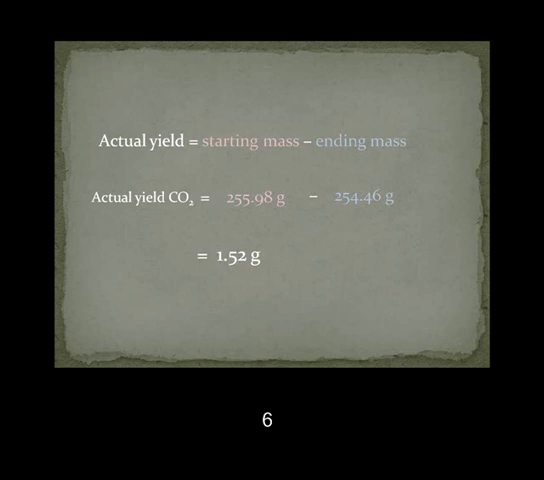 Actual yield = starting mass – ending mass
Actual yield CO₂ = 255.98 g – 254.46 g
= 1.52 g
6